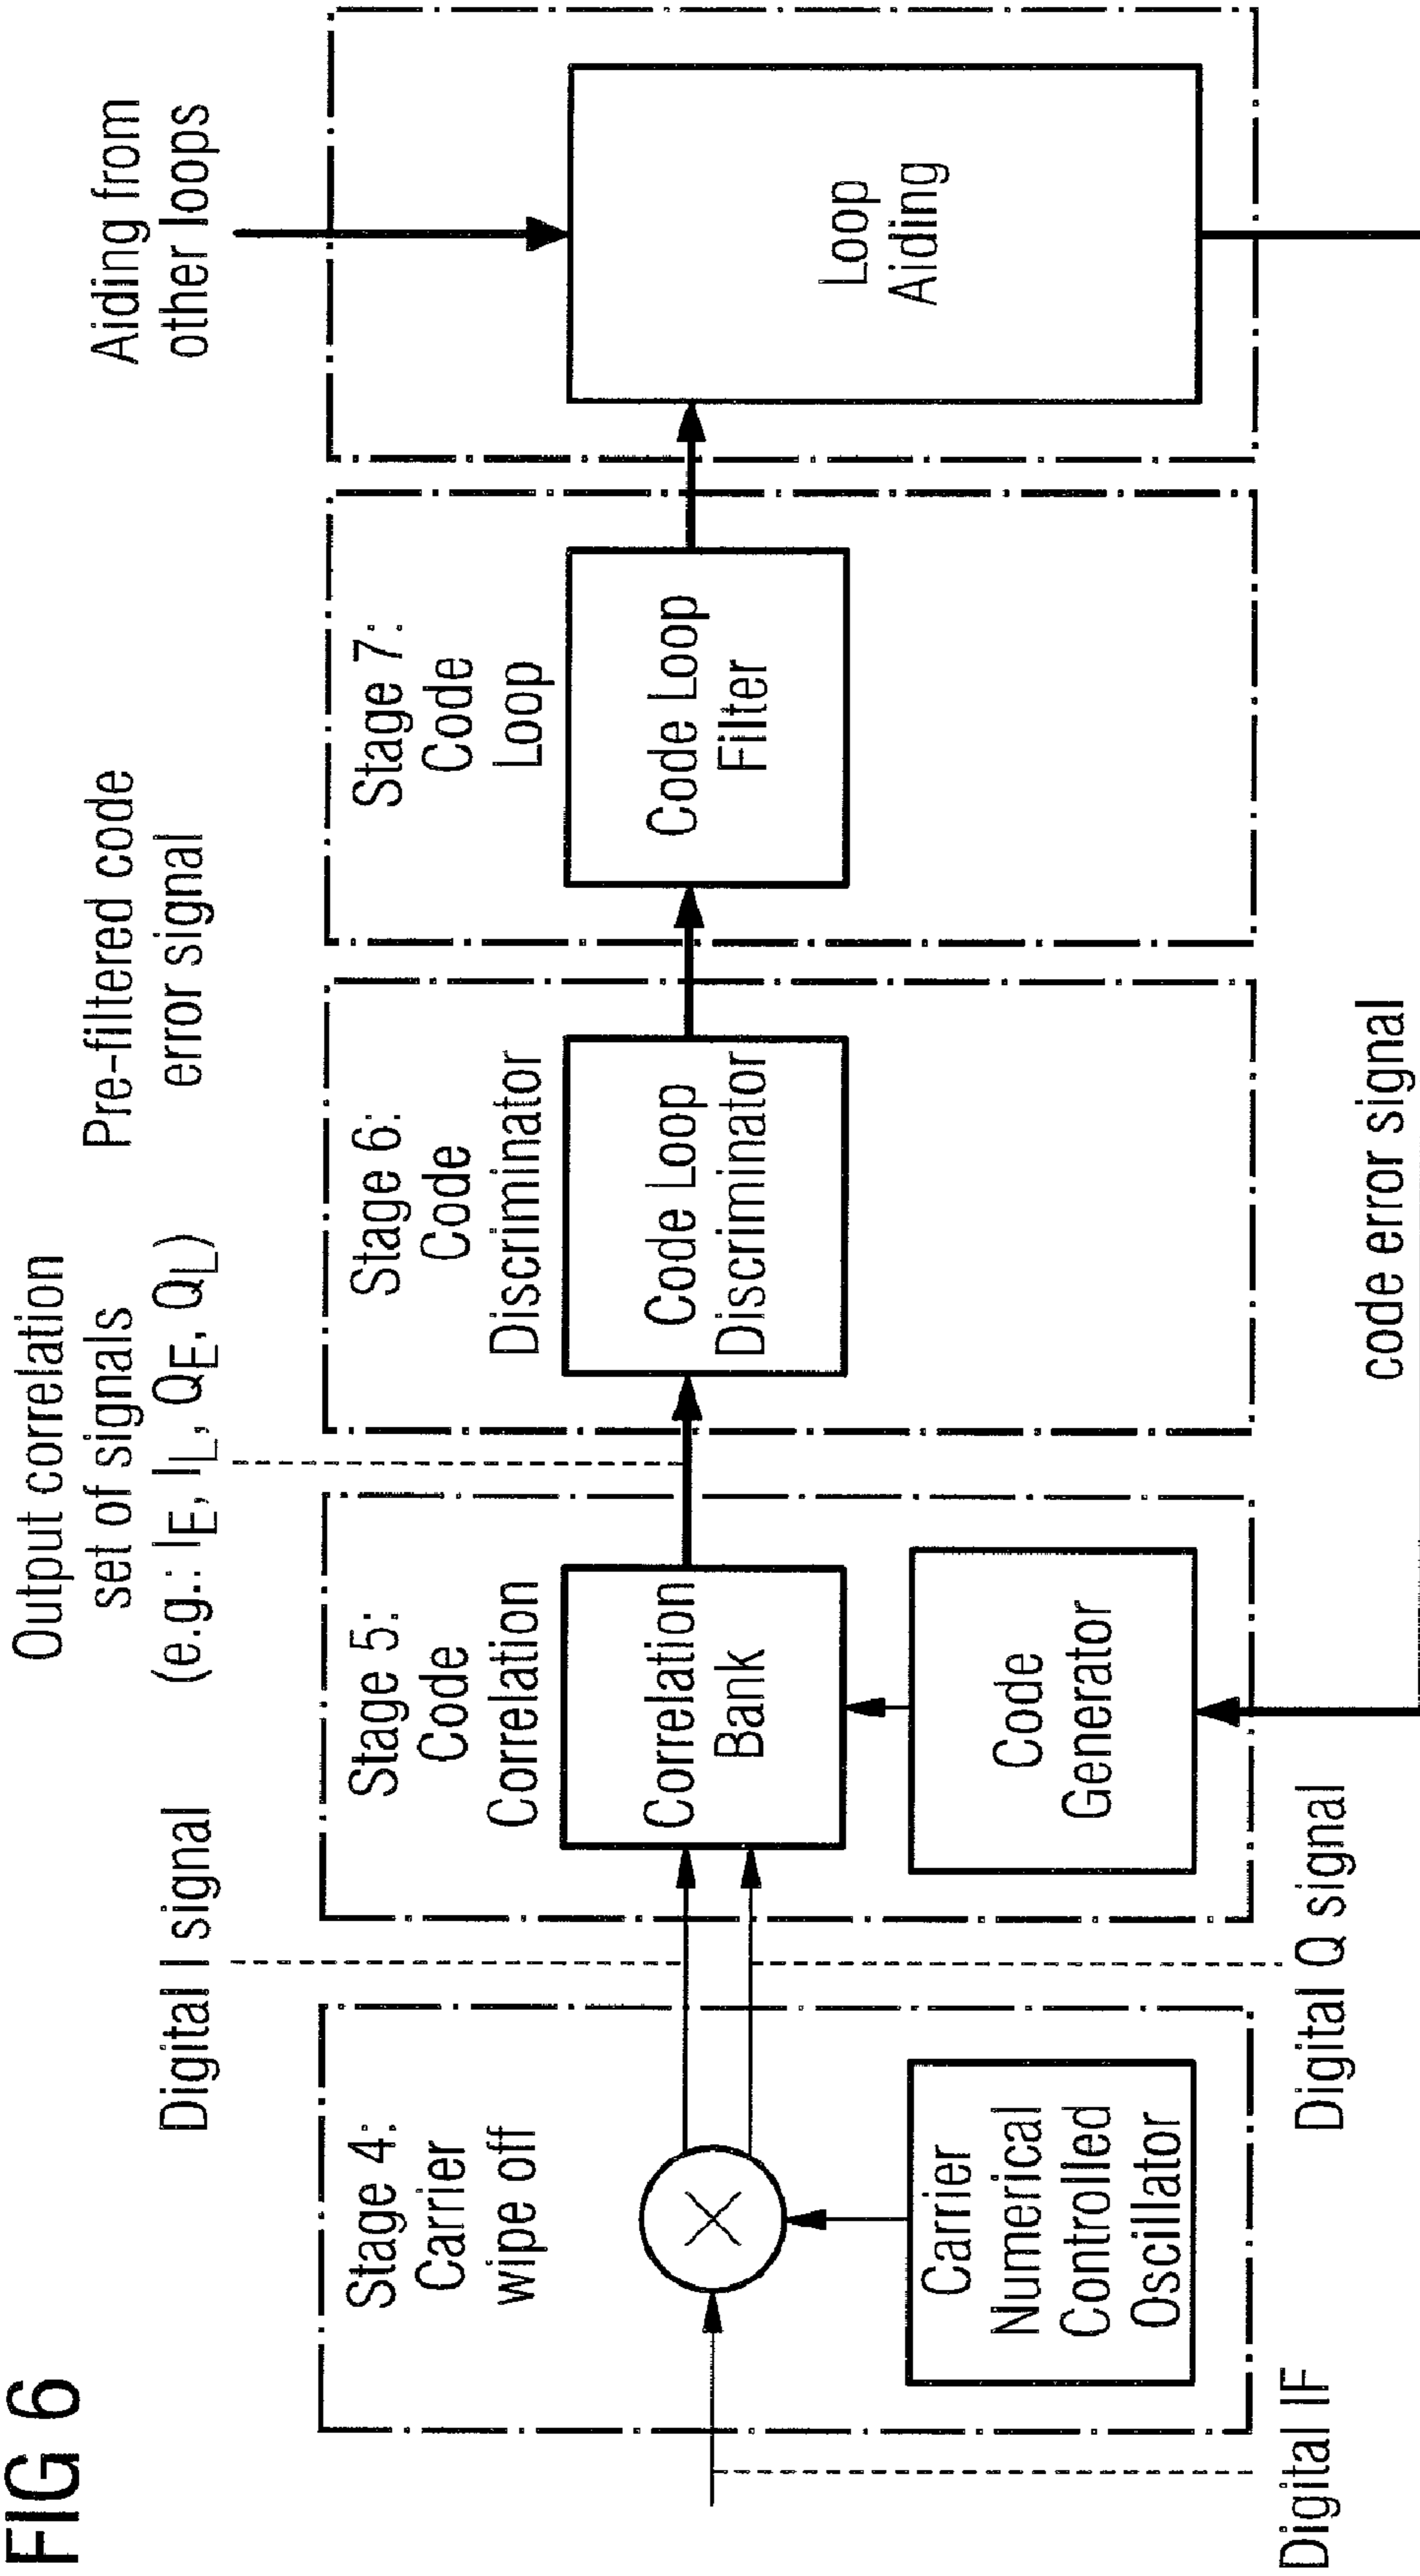 FIG 6
Output correlation
set of signals
(e.g.: I_E, I_L, Q_E, Q_L)
Pre-filtered code
error signal
Aiding from
other loops
Digital I signal
Stage 4:
Carrier
wipe off
Carrier
Numerical
Controlled
Oscillator
Stage 5:
Code
Correlation
Correlation
Bank
Code
Generator
Stage 6:
Code
Discriminator
Code Loop
Discriminator
Stage 7:
Code
Loop
Code Loop
Filter
Loop
Aiding
Digital IF
Digital Q signal
code error signal